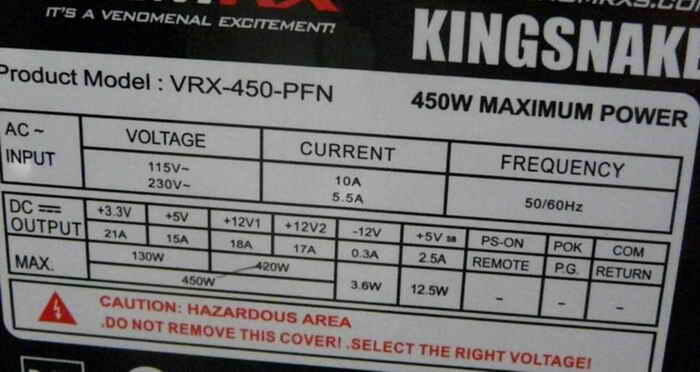 IT'S A VENOMENAL EXCITEMENT!
KINGSNAKE
Product Model : VRX-450-PFN
450W MAXIMUM POWER
AC ~ INPUT VOLTAGE CURRENT FREQUENCY
115V~ 10A 50/60Hz
230V~ 5.5A
DC OUTPUT +3.3V +5V +12V1 +12V2 -12V +5V SB PS-ON POK COM
21A 15A 18A 17A 0.3A 2.5A REMOTE P.G. RETURN
MAX. 130W 420W 3.6W 12.5W - - -
450W
CAUTION: HAZARDOUS AREA
.DO NOT REMOVE THIS COVER! .SELECT THE RIGHT VOLTAGE!